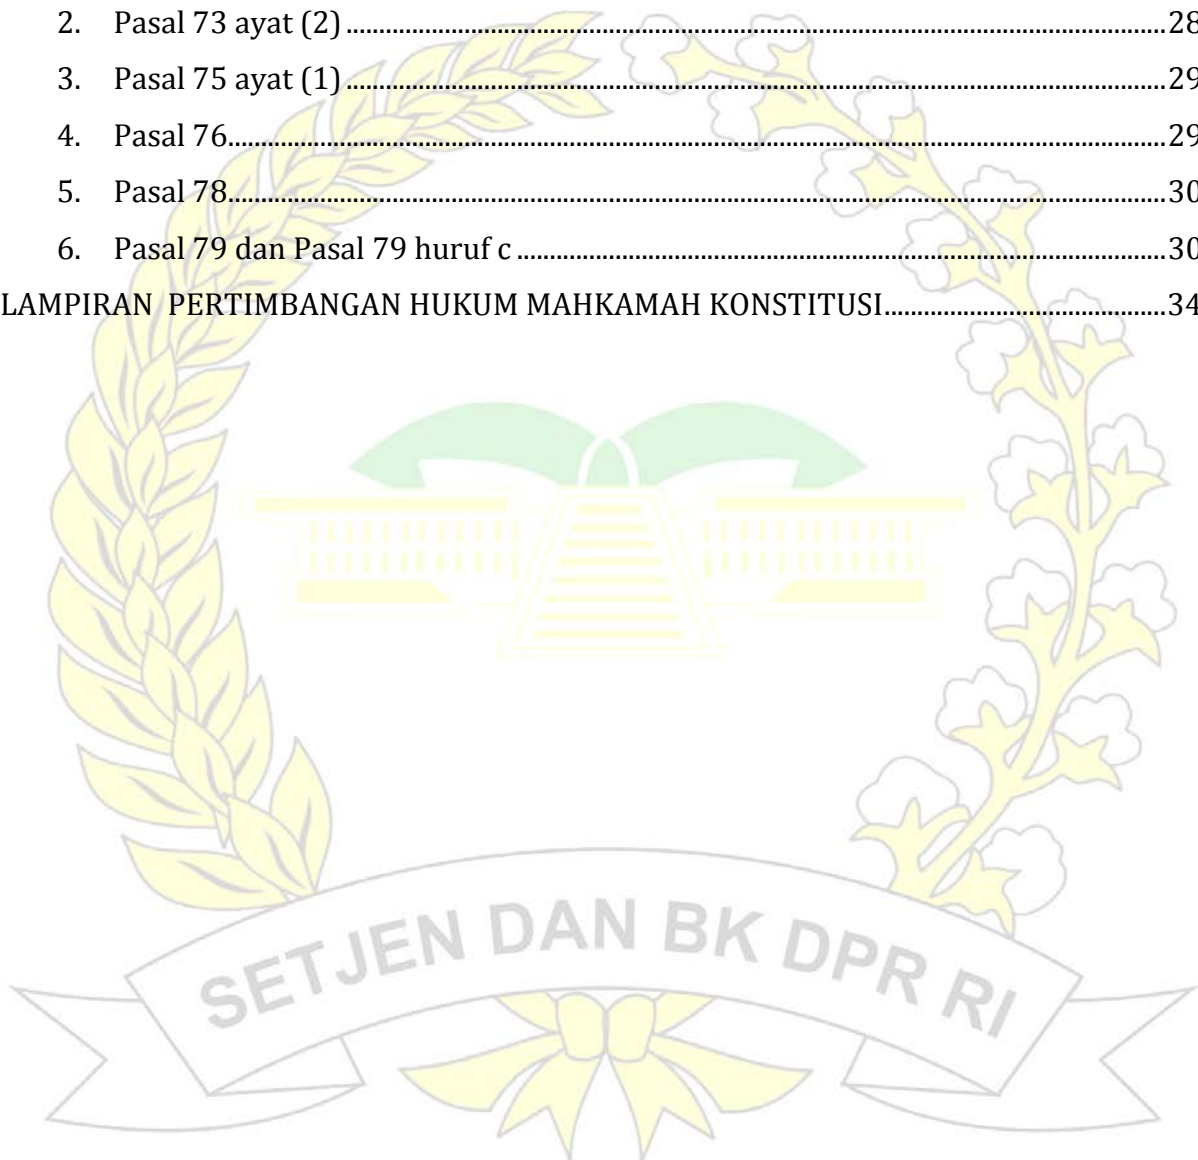 2. Pasal 73 ayat (2) ........ 28
3. Pasal 75 ayat (1) ........ 29
4. Pasal 76 ........ 29
5. Pasal 78 ........ 30
6. Pasal 79 dan Pasal 79 huruf c ........ 30
LAMPIRAN PERTIMBANGAN HUKUM MAHKAMAH KONSTITUSI ........ 34
SETJEN DAN BK DPR RI